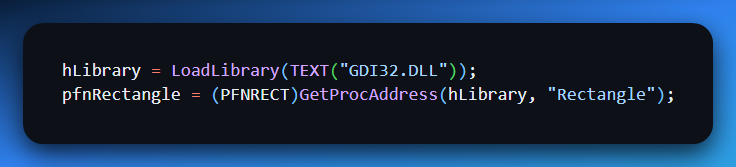 hLibrary = LoadLibrary(TEXT("GDI32.DLL"));
pfnRectangle = (PFNRECT)GetProcAddress(hLibrary, "Rectangle");